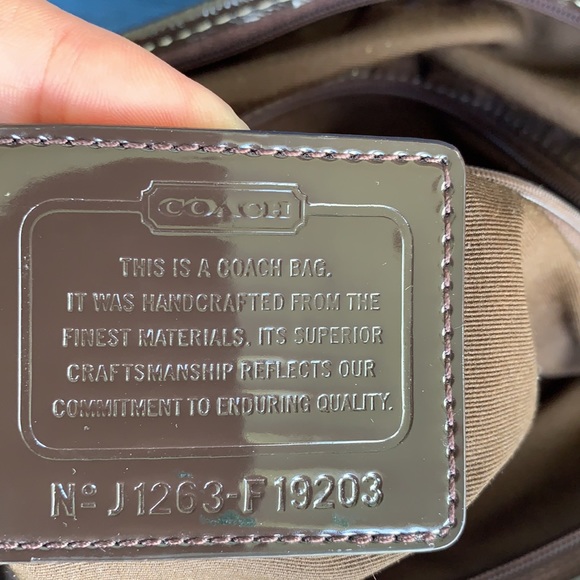 COACH
THIS IS A COACH BAG.
IT WAS HANDCRAFTED FROM THE
FINEST MATERIALS. ITS SUPERIOR
CRAFTSMANSHIP REFLECTS OUR
COMMITMENT TO ENDURING QUALITY.
Nº J1263-F19203